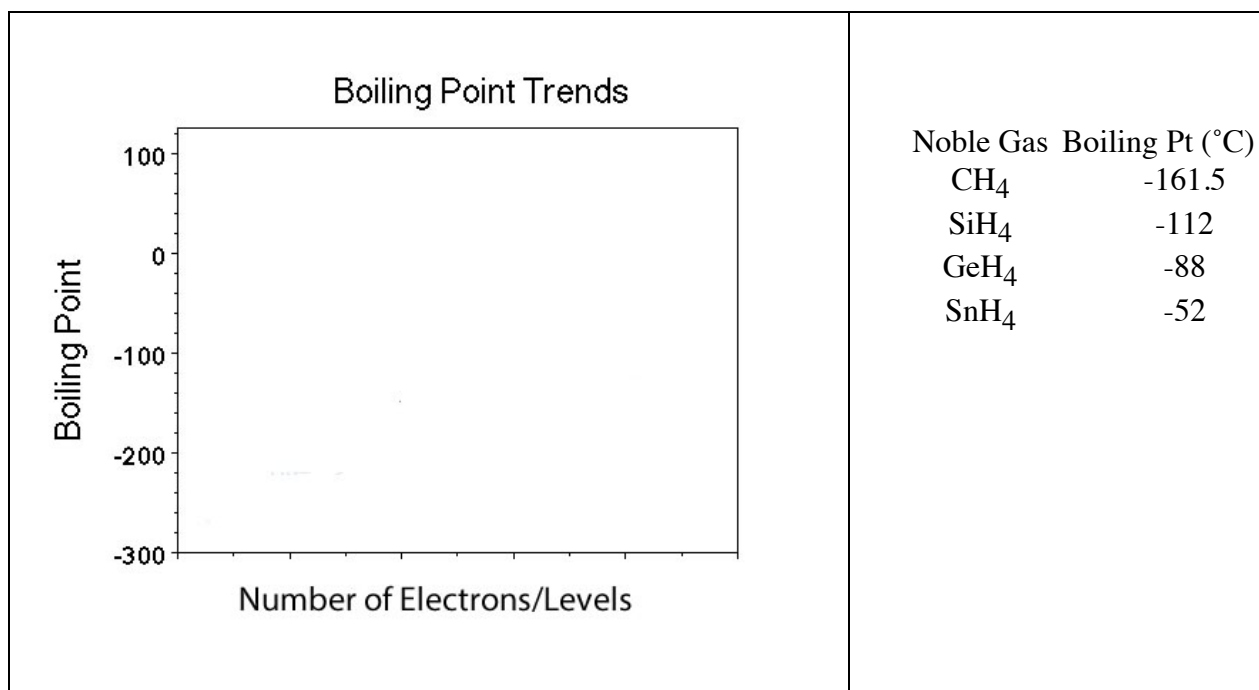 Boiling Point Trends
100
0
-100
-200
-300
Boiling Point
Number of Electrons/Levels
Noble Gas Boiling Pt (˚C)
CH4 -161.5
SiH4 -112
GeH4 -88
SnH4 -52